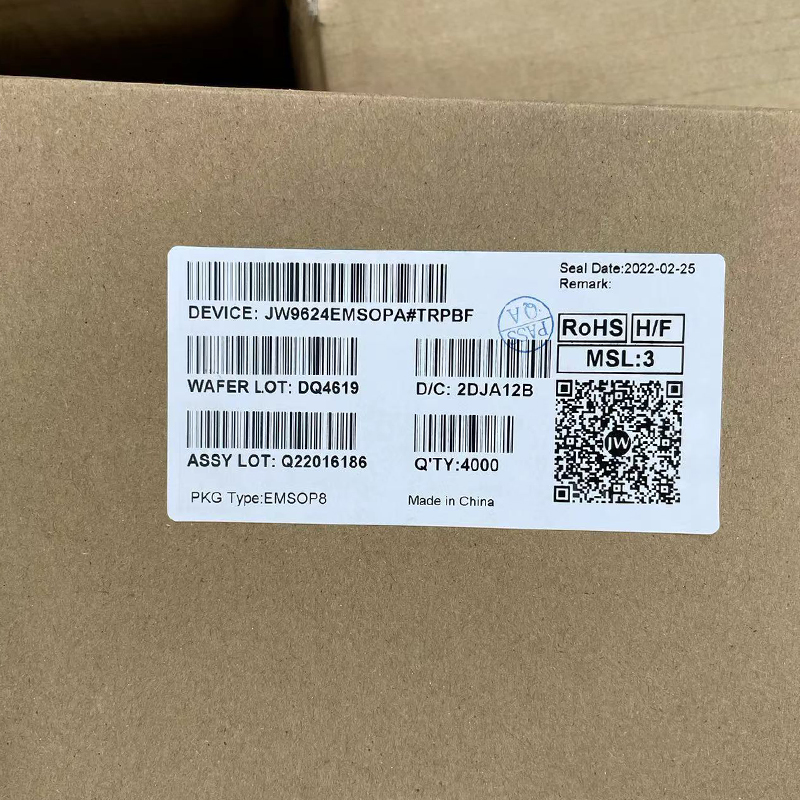 Seal Date:2022-02-25
Remark:
DEVICE: JW9624EMSOPA#TRPBF
PASS
QA
RoHS H/F
MSL:3
WAFER LOT: DQ4619
D/C: 2DJA12B
JW
ASSY LOT: Q22016186
Q'TY:4000
PKG Type:EMSOP8
Made in China